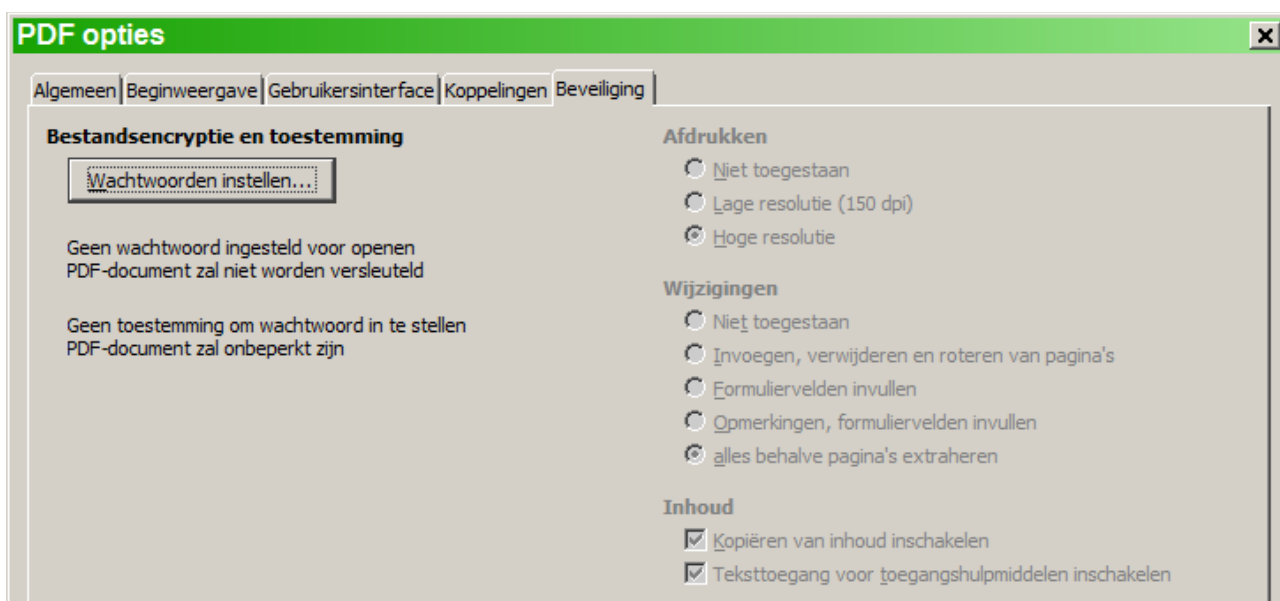 PDF opties
Algemeen Beginweergave Gebruikersinterface Koppelingen Beveiliging
Bestandsencryptie en toestemming
Wachtwoorden instellen...
Geen wachtwoord ingesteld voor openen
PDF-document zal niet worden versleuteld
Geen toestemming om wachtwoord in te stellen
PDF-document zal onbeperkt zijn
Afdrukken
Niet toegestaan
Lage resolutie (150 dpi)
Hoge resolutie
Wijzigingen
Niet toegestaan
Invoegen, verwijderen en roteren van pagina's
Formuliervelden invullen
Opmerkingen, formuliervelden invullen
alles behalve pagina's extraheren
Inhoud
Kopiëren van inhoud inschakelen
Teksttoegang voor toegangshulpmiddelen inschakelen